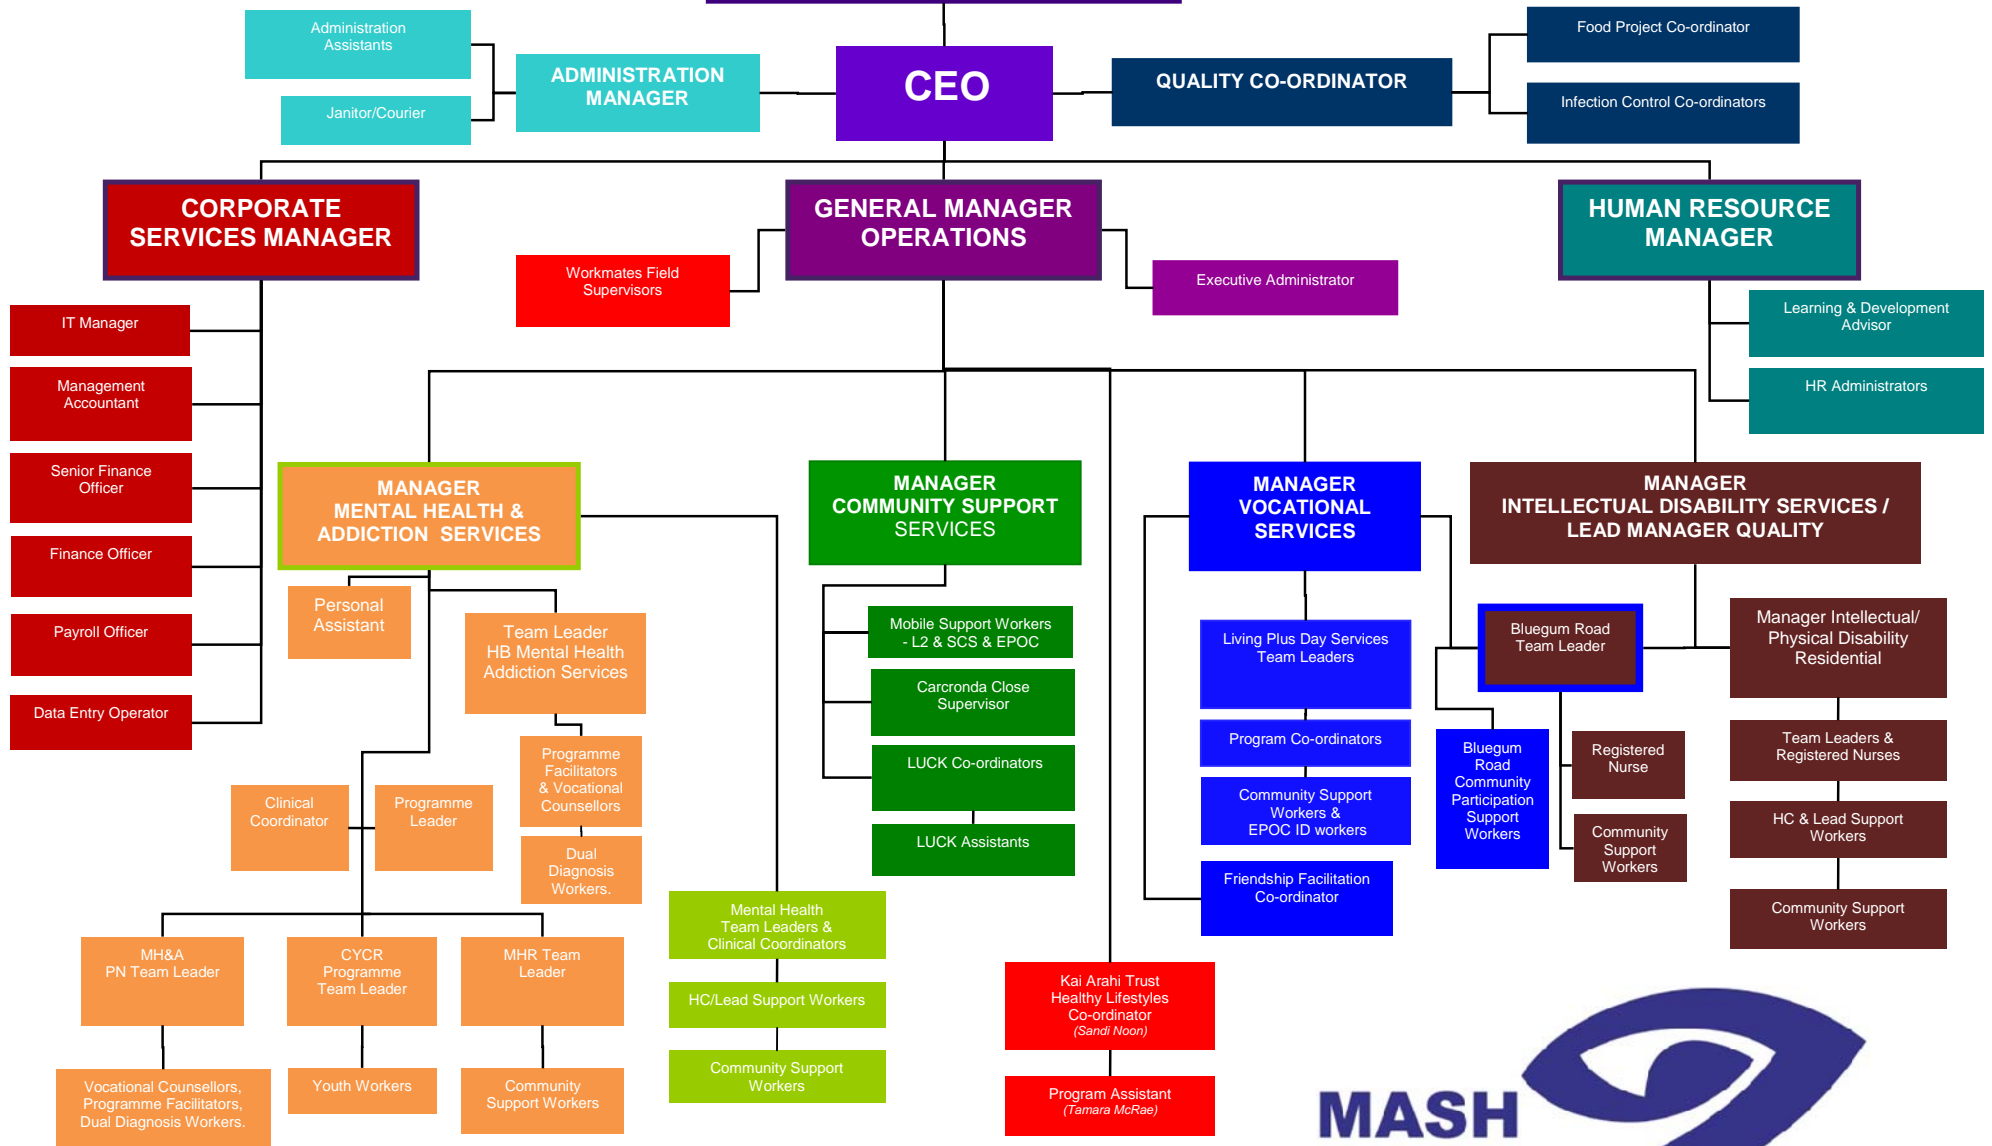 Administration
Assistants
Janitor/Courier
ADMINISTRATION
MANAGER
CEO
QUALITY CO-ORDINATOR
Food Project Co-ordinator
Infection Control Co-ordinators
CORPORATE
SERVICES MANAGER
GENERAL MANAGER
OPERATIONS
HUMAN RESOURCE
MANAGER
Workmates Field
Supervisors
Executive Administrator
Learning & Development
Advisor
HR Administrators
IT Manager
Management
Accountant
Senior Finance
Officer
Finance Officer
Payroll Officer
Data Entry Operator
MANAGER
MENTAL HEALTH &
ADDICTION SERVICES
MANAGER
COMMUNITY SUPPORT
SERVICES
MANAGER
VOCATIONAL
SERVICES
MANAGER
INTELLECTUAL DISABILITY SERVICES /
LEAD MANAGER QUALITY
Personal
Assistant
Team Leader
HB Mental Health
Addiction Services
Programme
Facilitators
& Vocational
Counsellors
Dual
Diagnosis
Workers.
Clinical
Coordinator
Programme
Leader
MH&A
PN Team Leader
CYCR
Programme
Team Leader
MHR Team
Leader
Vocational Counsellors,
Programme Facilitators,
Dual Diagnosis Workers.
Youth Workers
Community
Support Workers
Mental Health
Team Leaders &
Clinical Coordinators
HC/Lead Support Workers
Community Support
Workers
Mobile Support Workers
- L2 & SCS & EPOC
Carcronda Close
Supervisor
LUCK Co-ordinators
LUCK Assistants
Kai Arahi Trust
Healthy Lifestyles
Co-ordinator
(Sandi Noon)
Program Assistant
(Tamara McRae)
Living Plus Day Services
Team Leaders
Program Co-ordinators
Community Support
Workers &
EPOC ID workers
Friendship Facilitation
Co-ordinator
Bluegum Road
Team Leader
Bluegum
Road
Community
Participation
Support
Workers
Registered
Nurse
Community
Support
Workers
Manager Intellectual/
Physical Disability
Residential
Team Leaders &
Registered Nurses
HC & Lead Support
Workers
Community Support
Workers
MASH